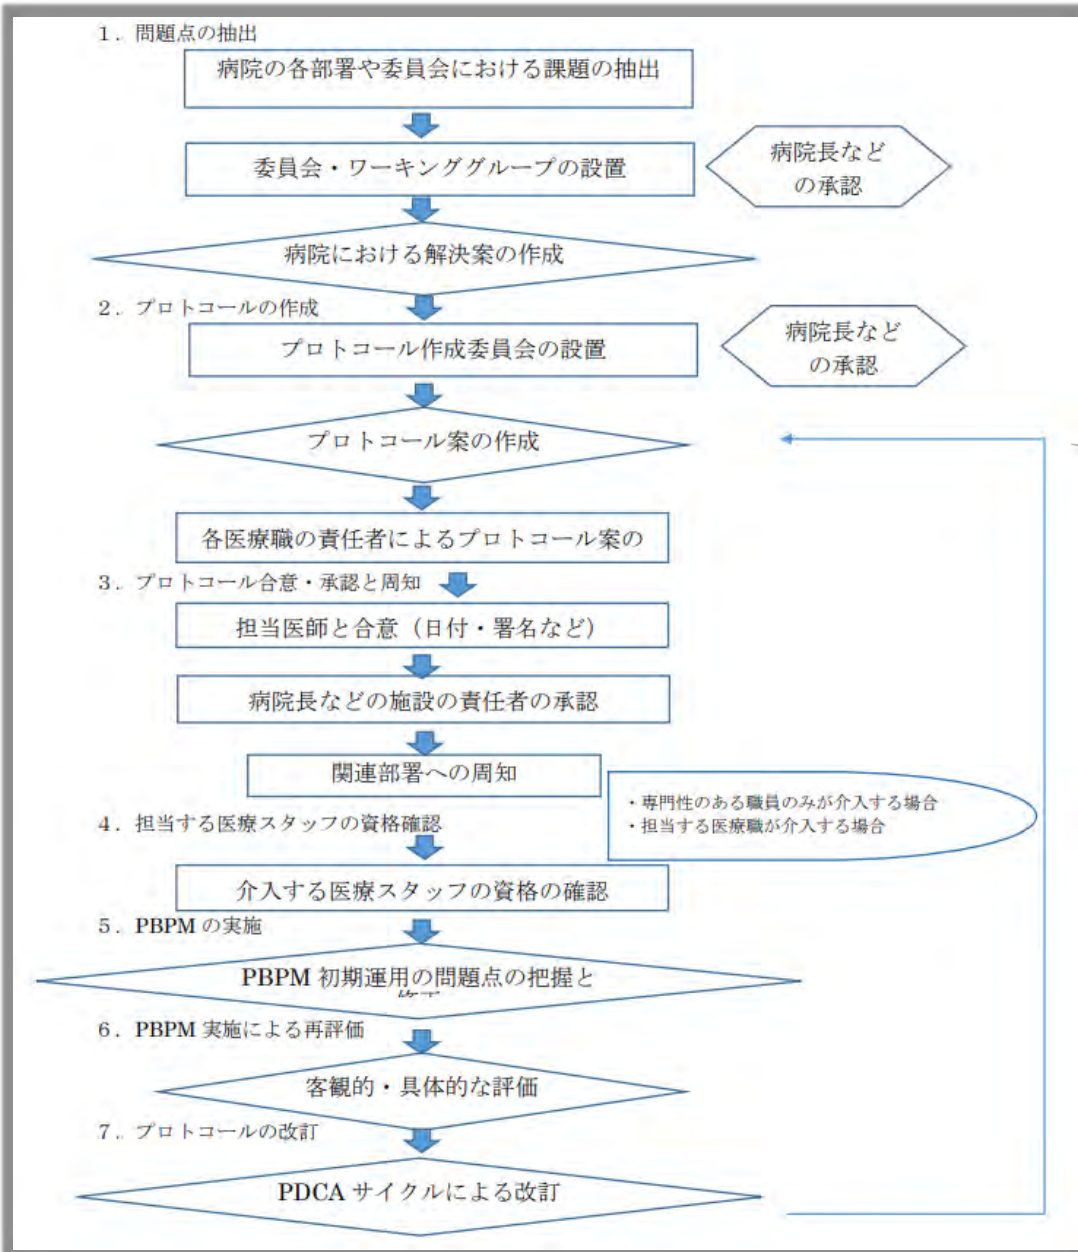 1．問題点の抽出
病院の各部署や委員会における課題の抽出
委員会・ワーキンググループの設置
病院長など
の承認
病院における解決案の作成
2．プロトコールの作成
プロトコール作成委員会の設置
病院長など
の承認
プロトコール案の作成
各医療職の責任者によるプロトコール案の
3．プロトコール合意・承認と周知
担当医師と合意（日付・署名など）
病院長などの施設の責任者の承認
関連部署への周知
・専門性のある職員のみが介入する場合
・担当する医療職が介入する場合
4．担当する医療スタッフの資格確認
介入する医療スタッフの資格の確認
5．PBPM の実施
PBPM 初期運用の問題点の把握と
6．PBPM 実施による再評価
客観的・具体的な評価
7．プロトコールの改訂
PDCA サイクルによる改訂